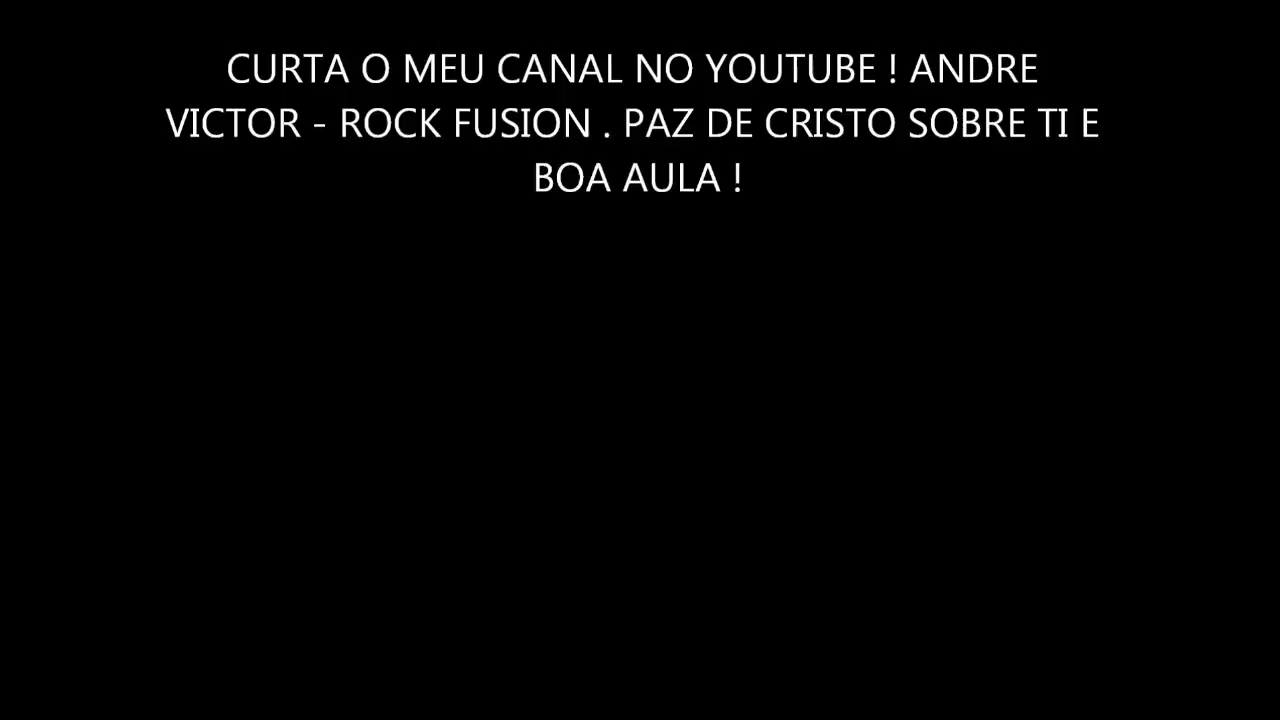 CURTA O MEU CANAL NO YOUTUBE ! ANDRE
VICTOR - ROCK FUSION . PAZ DE CRISTO SOBRE TI E
BOA AULA !